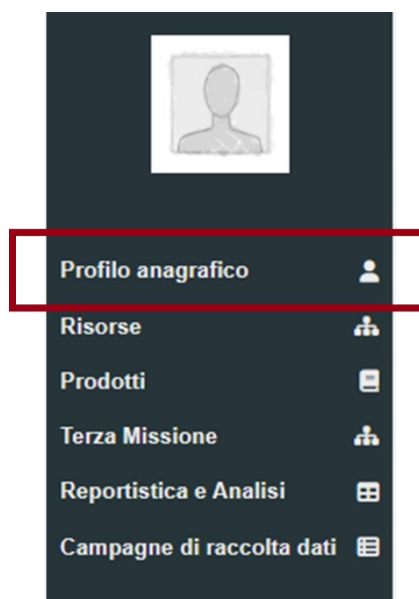 Profilo anagrafico
Risorse
Prodotti
Terza Missione
Reportistica e Analisi
Campagne di raccolta dati